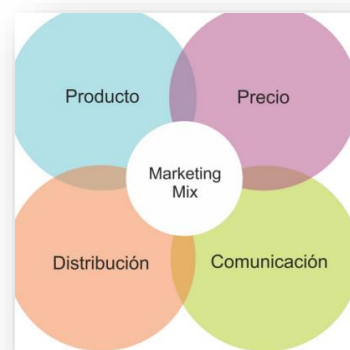 Producto
Precio
Marketing
Mix
Distribución
Comunicación